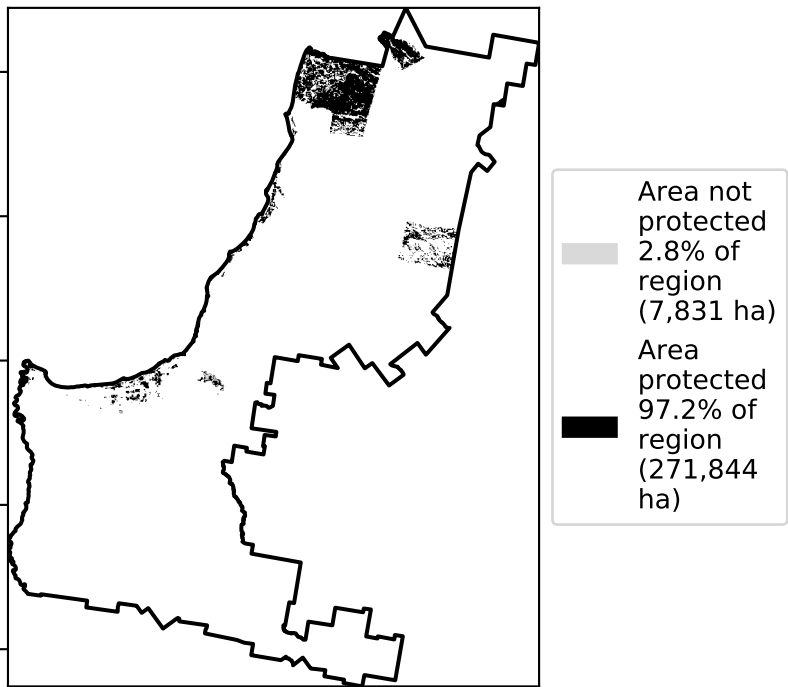 Area not
protected
2.8% of
region
(7,831 ha)
Area
protected
97.2% of
region
(271,844
ha)